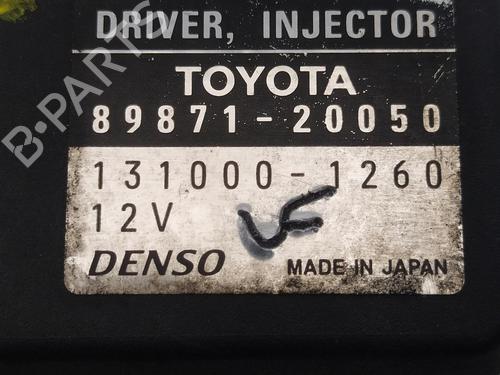 DRIVER, INJECTOR
TOYOTA
89871-20050
131000-1260
12V
DENSO MADE IN JAPAN
B-PARTS